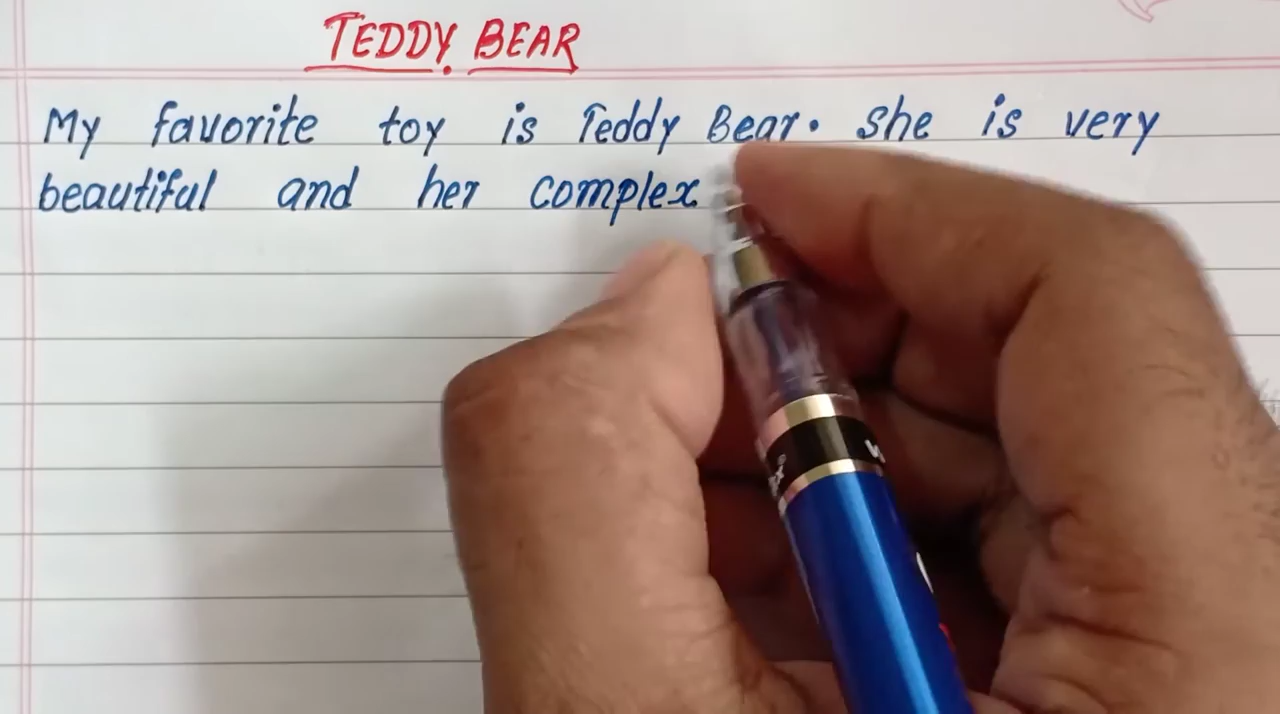 TEDDY BEAR
My favorite toy is Teddy Bear. she is very
beautiful and her complex